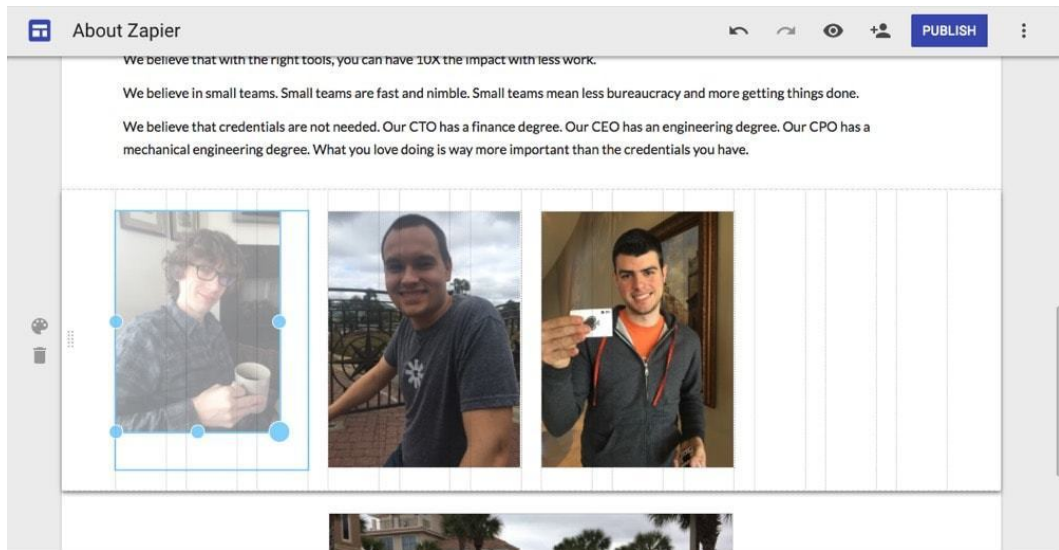 About Zapier
PUBLISH
We believe that with the right tools, you can have 10X the impact with less work.
We believe in small teams. Small teams are fast and nimble. Small teams mean less bureaucracy and more getting things done.
We believe that credentials are not needed. Our CTO has a finance degree. Our CEO has an engineering degree. Our CPO has a
mechanical engineering degree. What you love doing is way more important than the credentials you have.